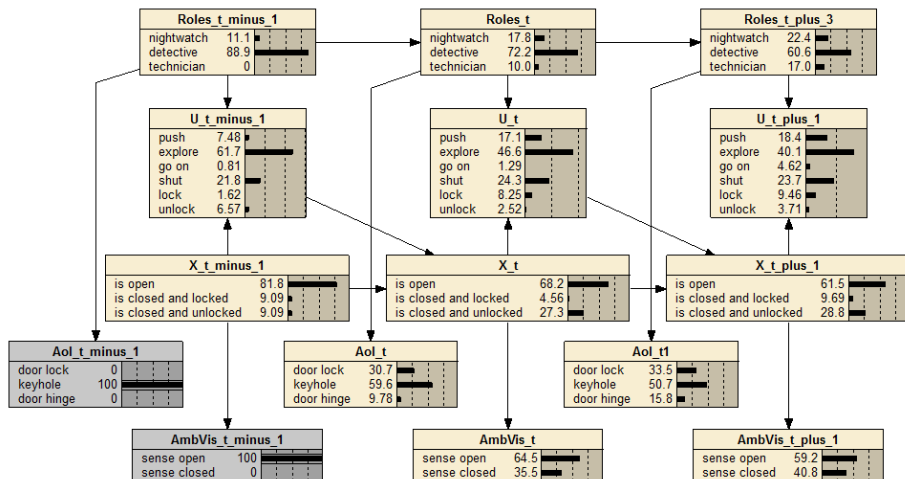 Roles_t_minus_1
nightwatch 11.1
detective 88.9
technician 0
Roles_t
nightwatch 17.8
detective 72.2
technician 10.0
Roles_t_plus_3
nightwatch 22.4
detective 60.6
technician 17.0
U_t_minus_1
push 7.48
explore 61.7
go on 0.81
shut 21.8
lock 1.62
unlock 6.57
U_t
push 17.1
explore 46.6
go on 1.29
shut 24.3
lock 8.25
unlock 2.52
U_t_plus_1
push 18.4
explore 40.1
go on 4.62
shut 23.7
lock 9.46
unlock 3.71
X_t_minus_1
is open 81.8
is closed and locked 9.09
is closed and unlocked 9.09
X_t
is open 68.2
is closed and locked 4.56
is closed and unlocked 27.3
X_t_plus_1
is open 61.5
is closed and locked 9.69
is closed and unlocked 28.8
AoI_t_minus_1
door lock 0
keyhole 100
door hinge 0
AoI_t
door lock 30.7
keyhole 59.6
door hinge 9.78
AoI_t1
door lock 33.5
keyhole 50.7
door hinge 15.8
AmbVis_t_minus_1
sense open 100
sense closed 0
AmbVis_t
sense open 64.5
sense closed 35.5
AmbVis_t_plus_1
sense open 59.2
sense closed 40.8